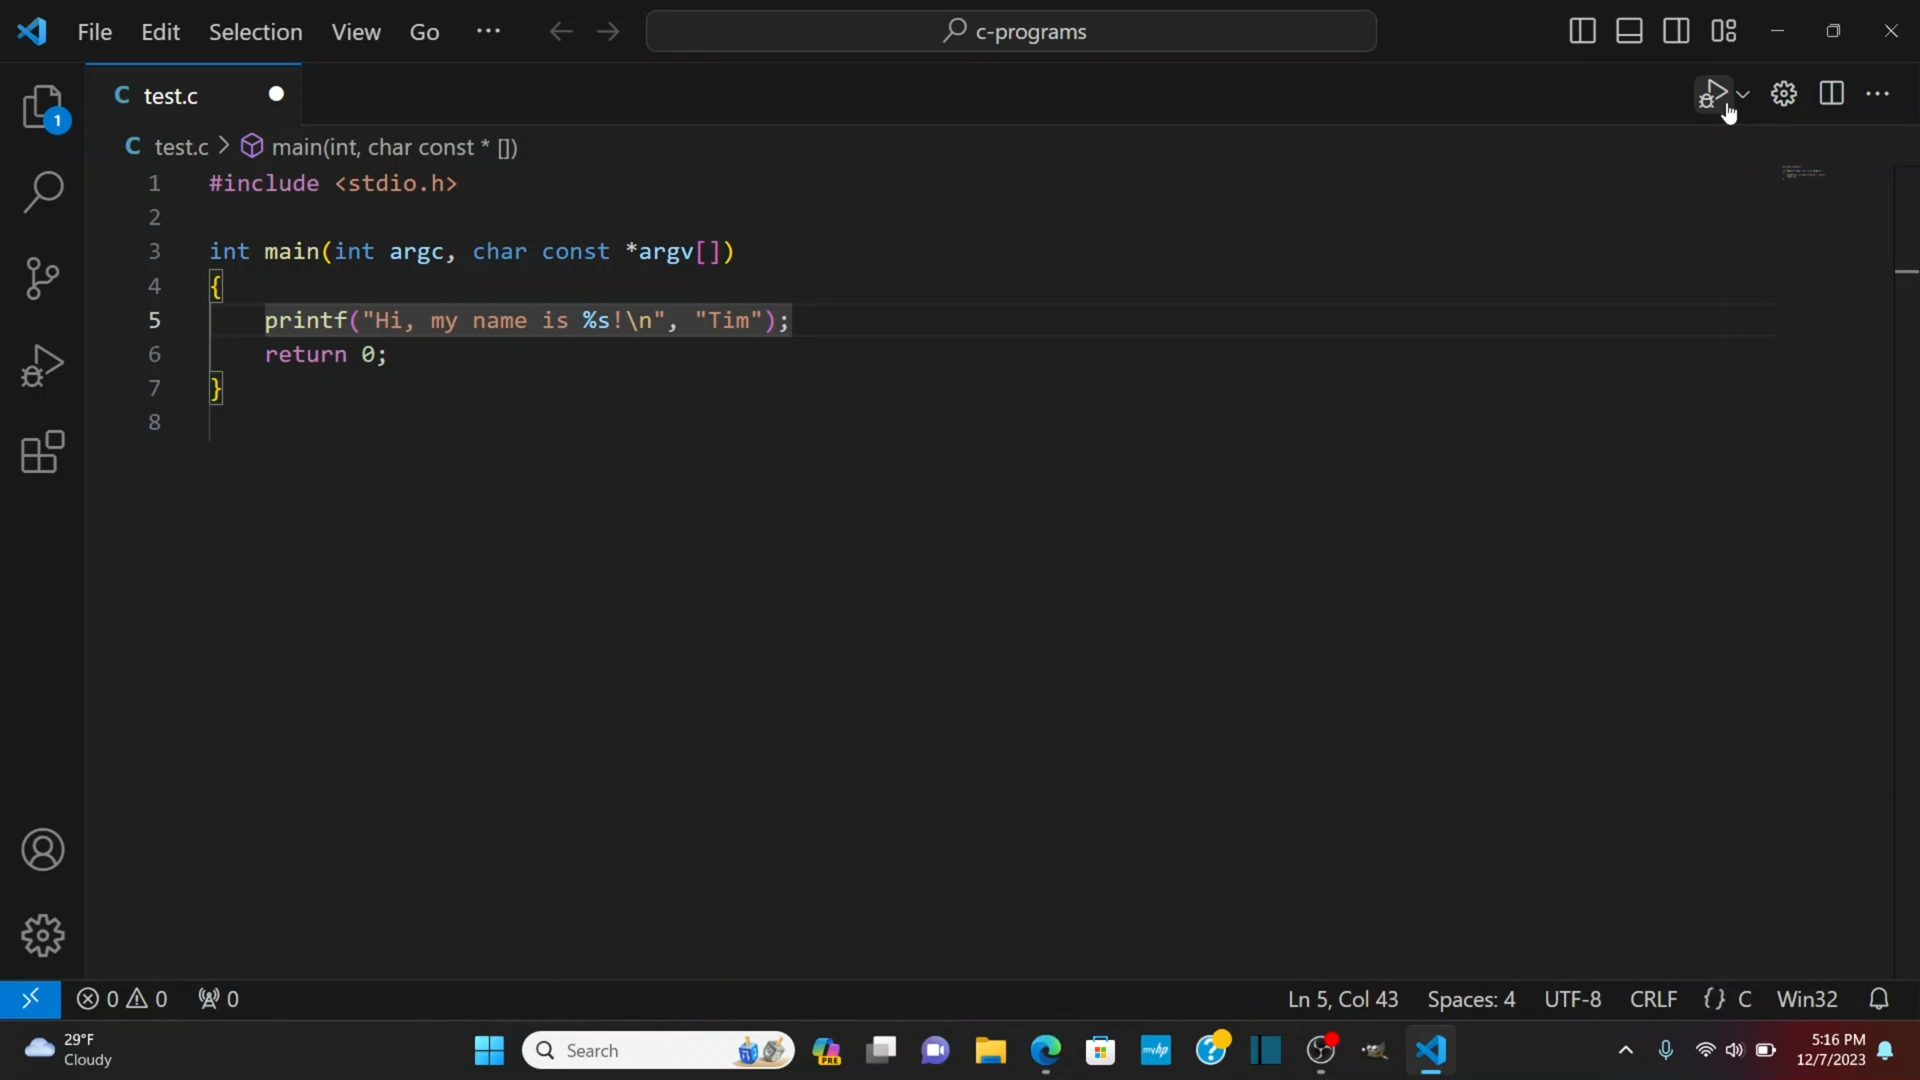 File Edit Selection View Go ··· c-programs
1
C test.c
C test.c > main(int, char const * [])
1 #include <stdio.h>
2
3 int main(int argc, char const *argv[])
4 {
5 printf("Hi, my name is %s!\n", "Tim");
6 return 0;
7 }
8
0 0 0 Ln 5, Col 43 Spaces: 4 UTF-8 CRLF {} C Win32
29°F
Cloudy
Search
PRE
myhp
5:16 PM
12/7/2023